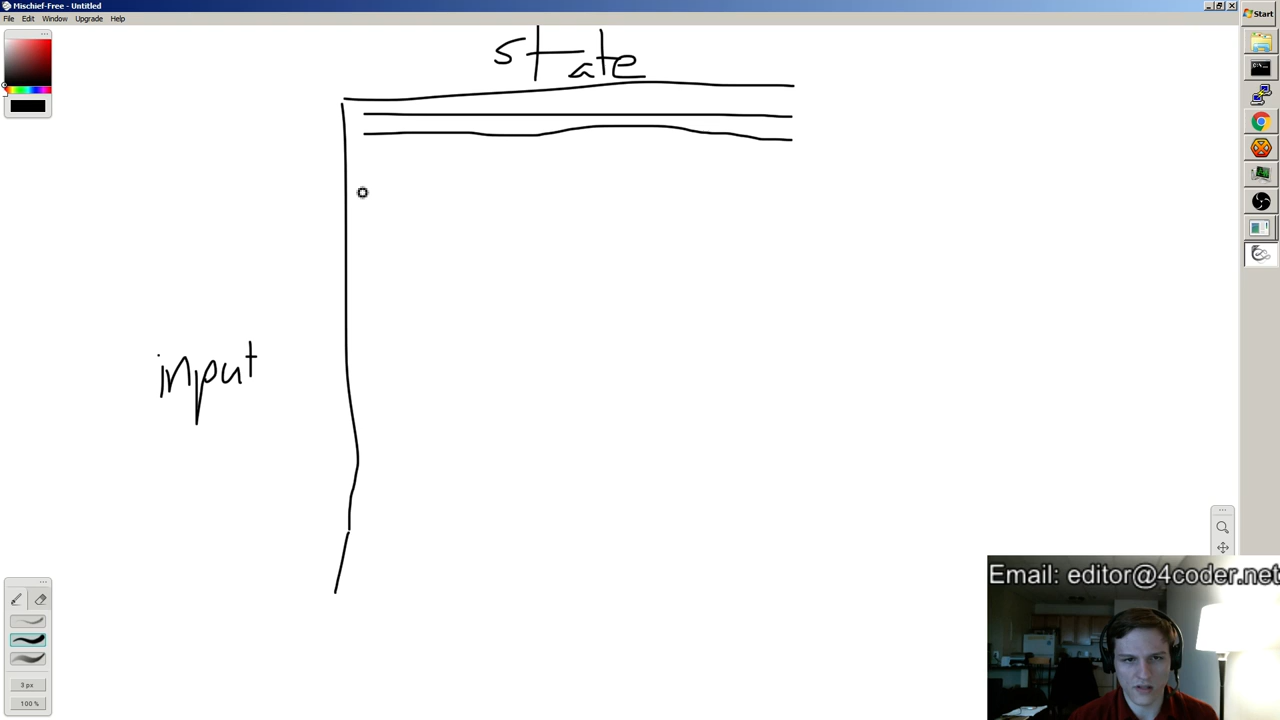 Mischief-Free - Untitled
File Edit Window Upgrade Help
Start
state
input
3 px
100 %
Email: editor@4coder.net